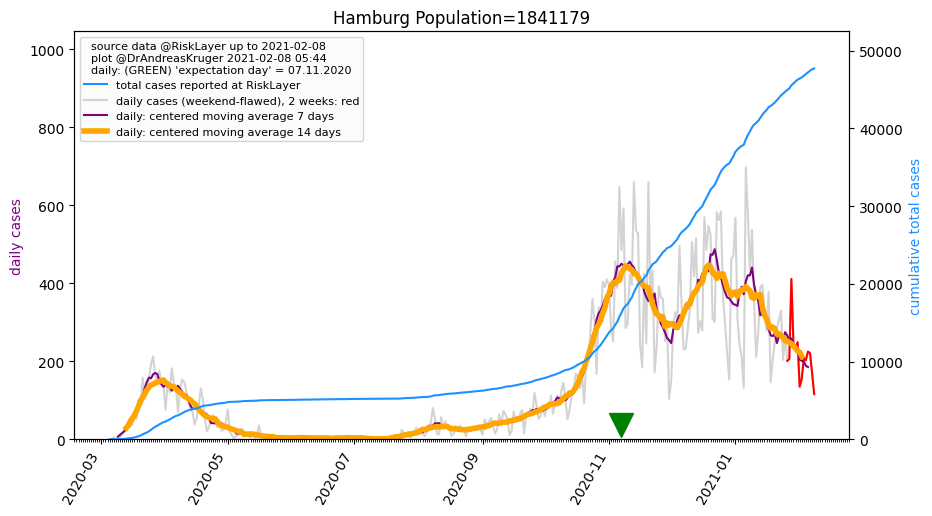 Hamburg Population=1841179
source data @RiskLayer up to 2021-02-08
plot @DrAndreasKruger 2021-02-08 05:44
daily: (GREEN) 'expectation day' = 07.11.2020
total cases reported at RiskLayer
daily cases (weekend-flawed), 2 weeks: red
daily: centered moving average 7 days
daily: centered moving average 14 days
daily cases
1000
800
600
400
200
0
cumulative total cases
50000
40000
30000
20000
10000
0
2020-03
2020-05
2020-07
2020-09
2020-11
2021-01